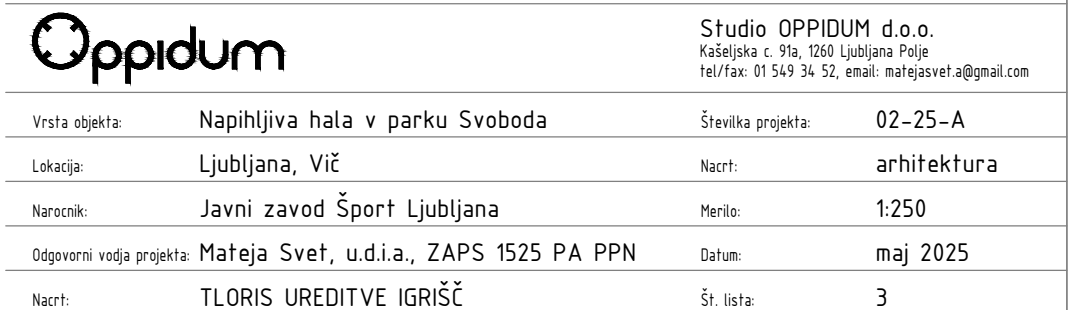 Oppidum
Studio OPPIDUM d.o.o.
Kašeljska c. 91a, 1260 Ljubljana Polje
tel/fax: 01 549 34 52, email: matejasvet.a@gmail.com
Vrsta objekta: Napihljiva hala v parku Svoboda Številka projekta: 02-25-A
Lokacija: Ljubljana, Vič Nacrt: arhitektura
Narocnik: Javni zavod Šport Ljubljana Merilo: 1:250
Odgovorni vodja projekta: Mateja Svet, u.d.i.a., ZAPS 1525 PA PPN Datum: maj 2025
Nacrt: TLORIS UREDITVE IGRIŠČ Št. lista: 3